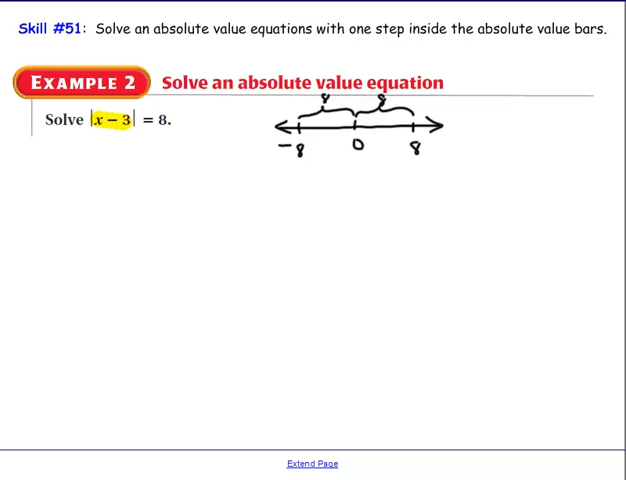 Skill #51: Solve an absolute value equations with one step inside the absolute value bars.
EXAMPLE 2 Solve an absolute value equation
8 8
Solve |x − 3| = 8.
−8 0 8
Extend Page